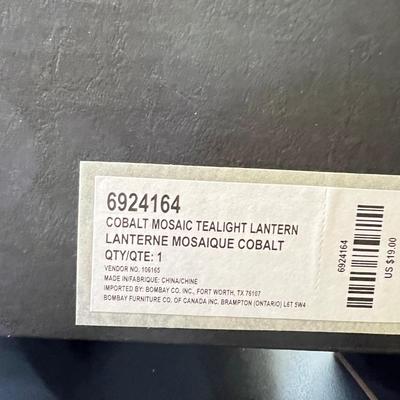 6924164
COBALT MOSAIC TEALIGHT LANTERN
LANTERNE MOSAIQUE COBALT
QTY/QTE: 1
VENDOR NO. 106165
MADE IN/FABRIQUE: CHINA/CHINE
IMPORTED BY: BOMBAY CO. INC., FORT WORTH, TX 76107
BOMBAY FURNITURE CO. OF CANADA INC. BRAMPTON (ONTARIO) L6T 5W4
6924164
US $19.00